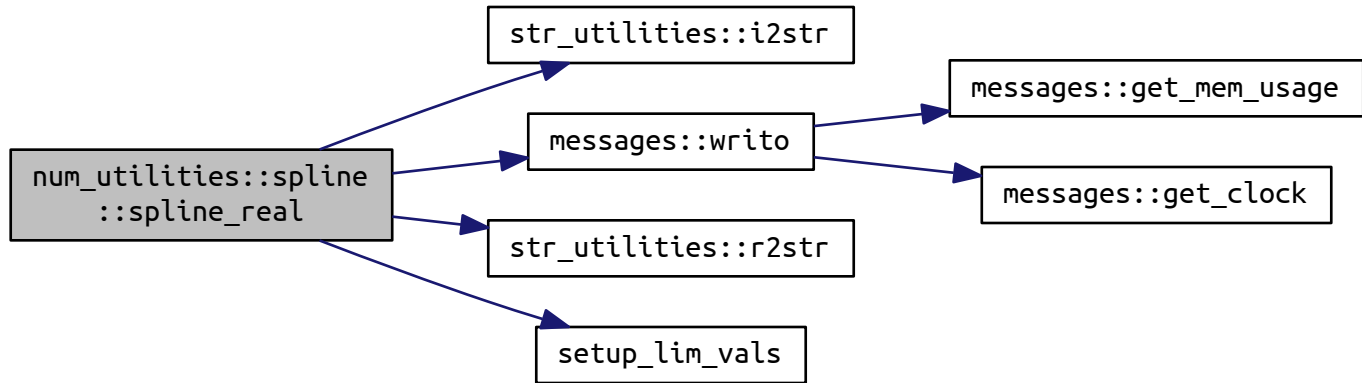 str_utilities::i2str
messages::get_mem_usage
messages::writo
num_utilities::spline
::spline_real
messages::get_clock
str_utilities::r2str
setup_lim_vals